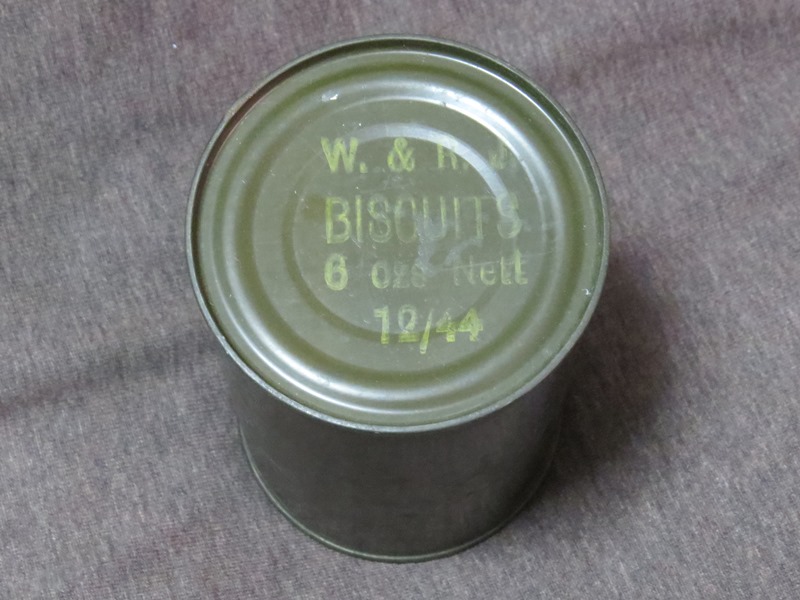 W. & R. J.
BISCUITS
6 ozs Nett
12/44